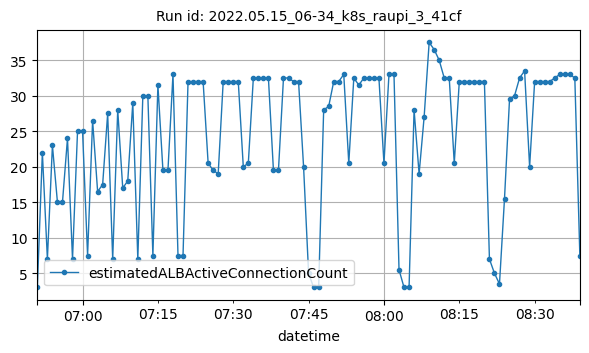 Run id: 2022.05.15_06-34_k8s_raupi_3_41cf
35
30
25
20
15
10
5
estimatedALBActiveConnectionCount
07:00 07:15 07:30 07:45 08:00 08:15 08:30
datetime